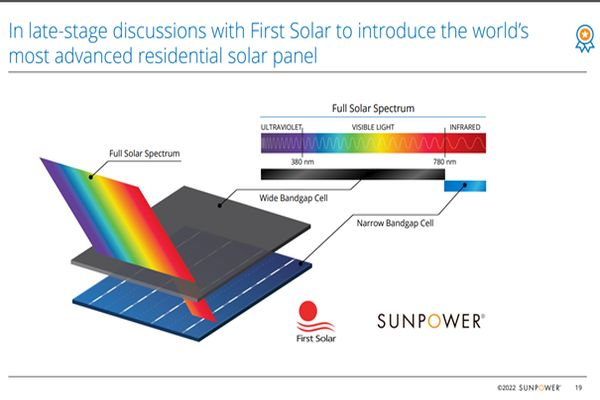 In late-stage discussions with First Solar to introduce the world's
most advanced residential solar panel
Full Solar Spectrum
ULTRAVIOLET VISIBLE LIGHT INFRARED
Full Solar Spectrum
380 nm 780 nm
Wide Bandgap Cell
Narrow Bandgap Cell
First Solar
SUNPOWER®
©2022 SUNPOWER® 19